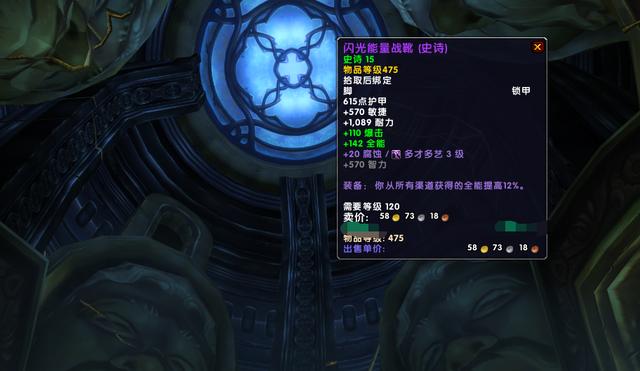 闪光能量战靴 (史诗)
史诗 15
物品等级475
拾取后绑定
脚 锁甲
615点护甲
+570 敏捷
+1,089 耐力
+110 爆击
+142 全能
+20 腐蚀 / 多才多艺 3 级
+570 智力
装备: 你从所有渠道获得的全能提高12%。
需要等级 120
卖价: 58 73 18
物品等级: 475
出售单价: 58 73 18